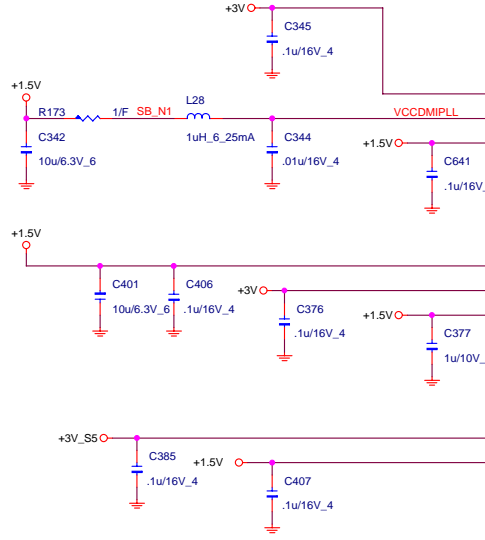 +3V
C345
.1u/16V_4
+1.5V
R173
1/F
SB_N1
L28
1uH_6_25mA
VCCDMIPLL
C342
10u/6.3V_6
C344
.01u/16V_4
+1.5V
C641
.1u/16V_
+1.5V
C401
10u/6.3V_6
C406
.1u/16V_4
+3V
C376
.1u/16V_4
+1.5V
C377
1u/10V_
+3V_S5
C385
.1u/16V_4
+1.5V
C407
.1u/16V_4